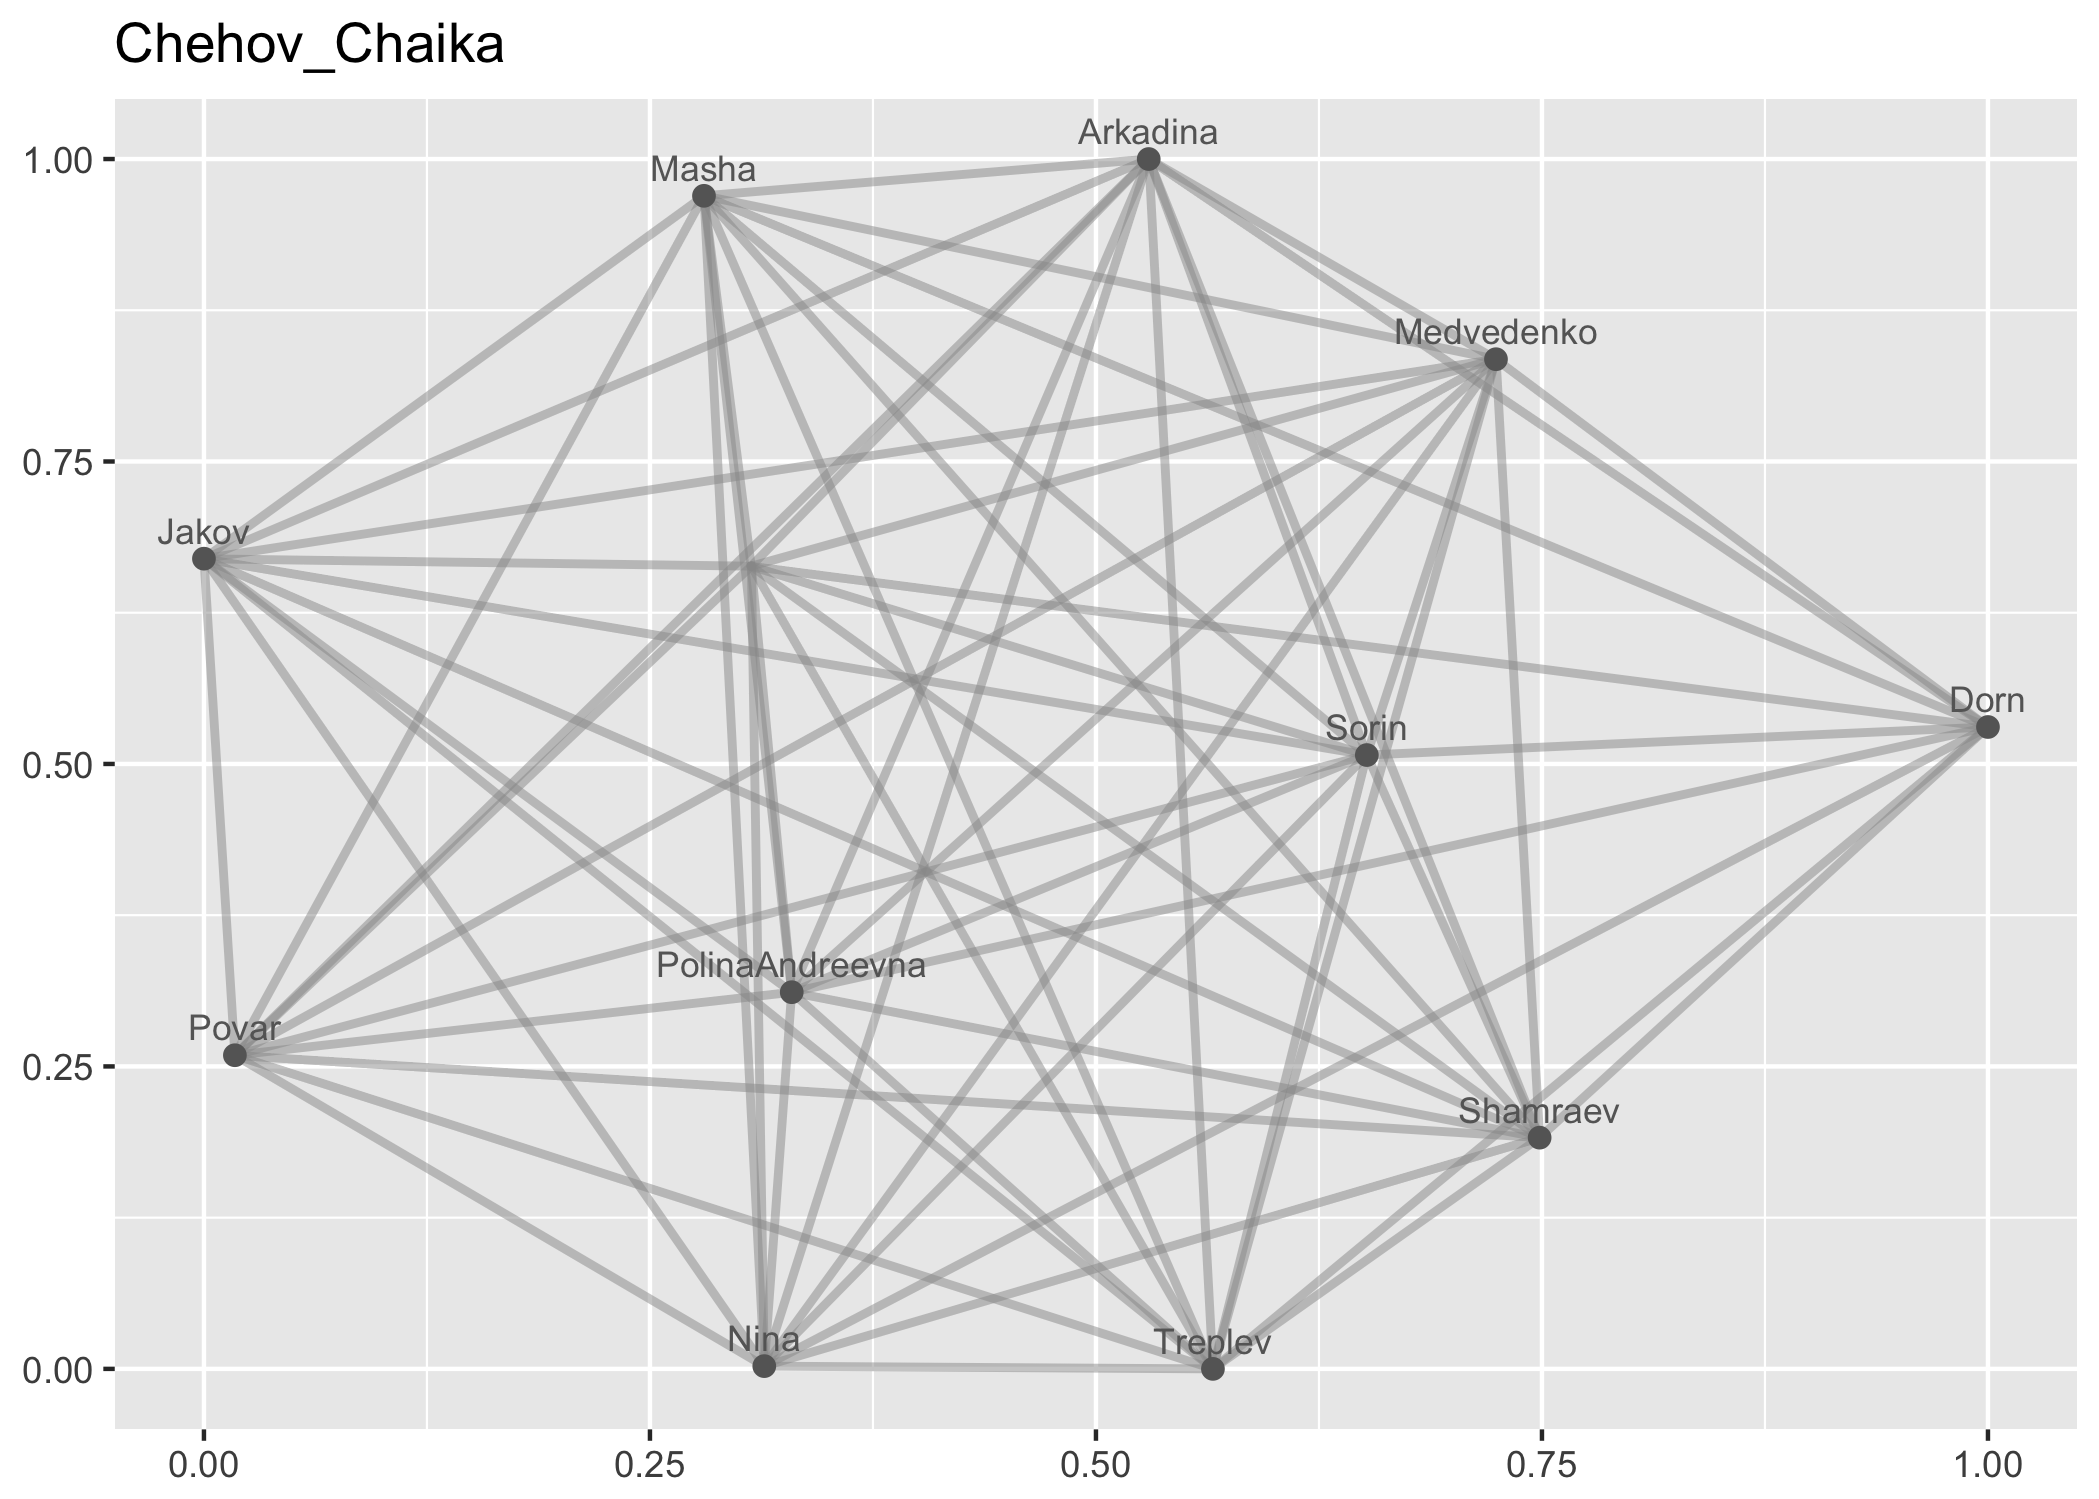 Chehov_Chaika
1.00
0.75
0.50
0.25
0.00
Arkadina
Masha
Medvedenko
Jakov
Dorn
Sorin
PolinaAndreevna
Povar
Shamraev
Nina
Treplev
0.00
0.25
0.50
0.75
1.00